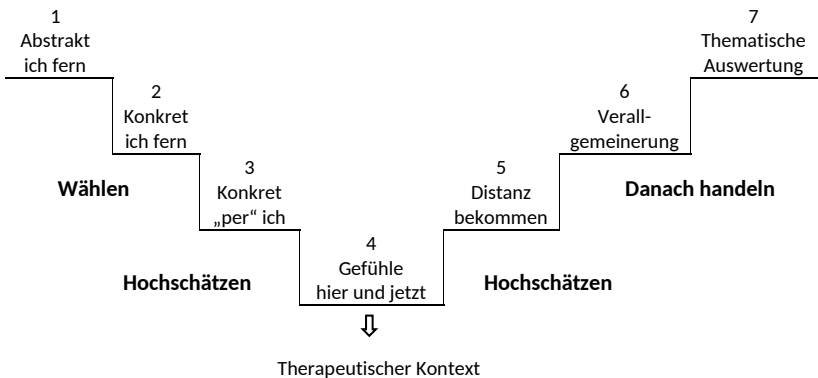 1
Abstrakt
ich fern
2
Konkret
ich fern
3
Konkret
„per“ ich
4
Gefühle
hier und jetzt
5
Distanz
bekommen
6
Verall-
gemeinerung
7
Thematische
Auswertung
Wählen
Danach handeln
Hochschätzen
Hochschätzen
Therapeutischer Kontext